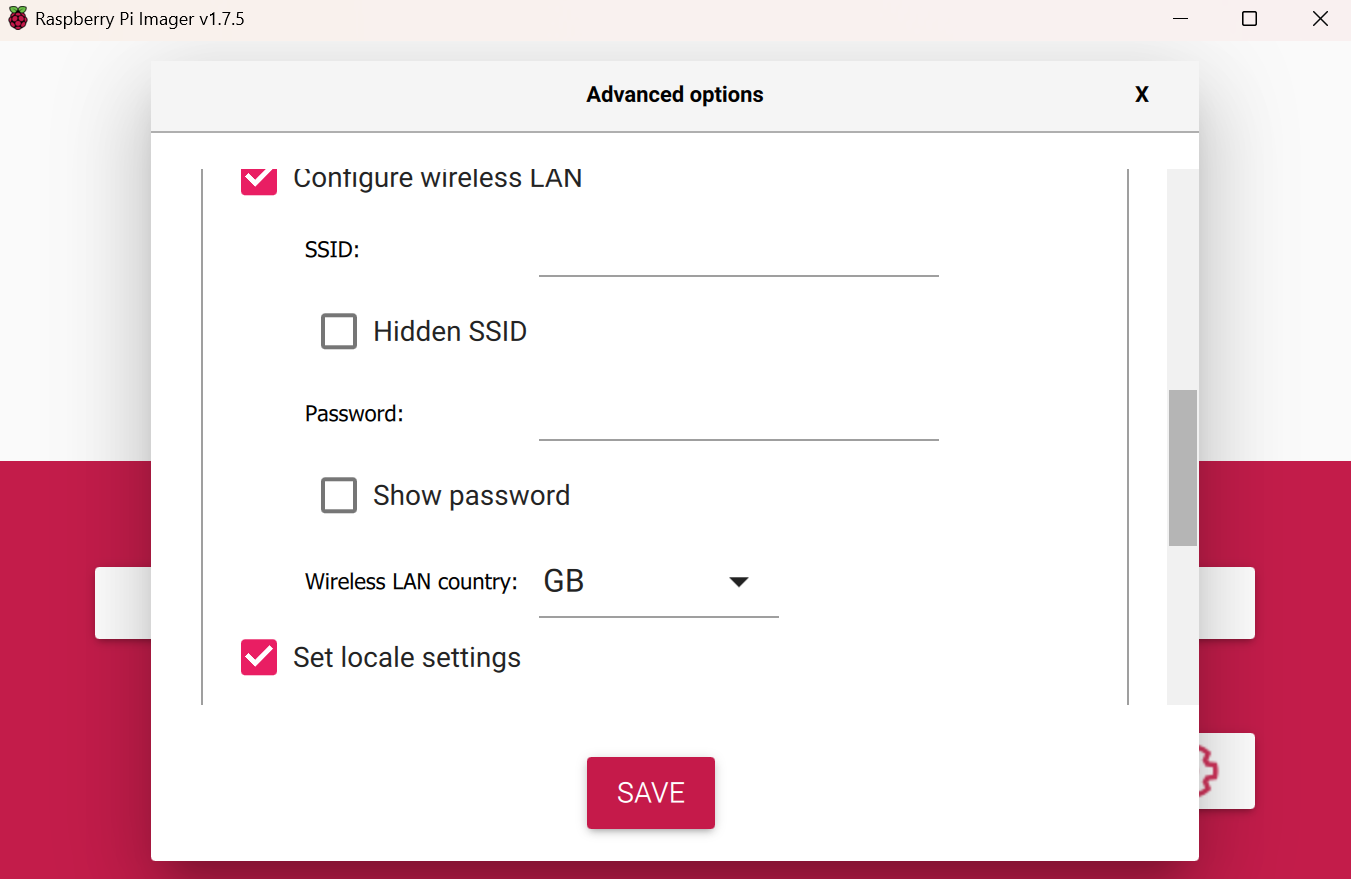 Raspberry Pi Imager v1.7.5
Advanced options
X
Configure wireless LAN
SSID:
Hidden SSID
Password:
Show password
Wireless LAN country: GB
Set locale settings
SAVE